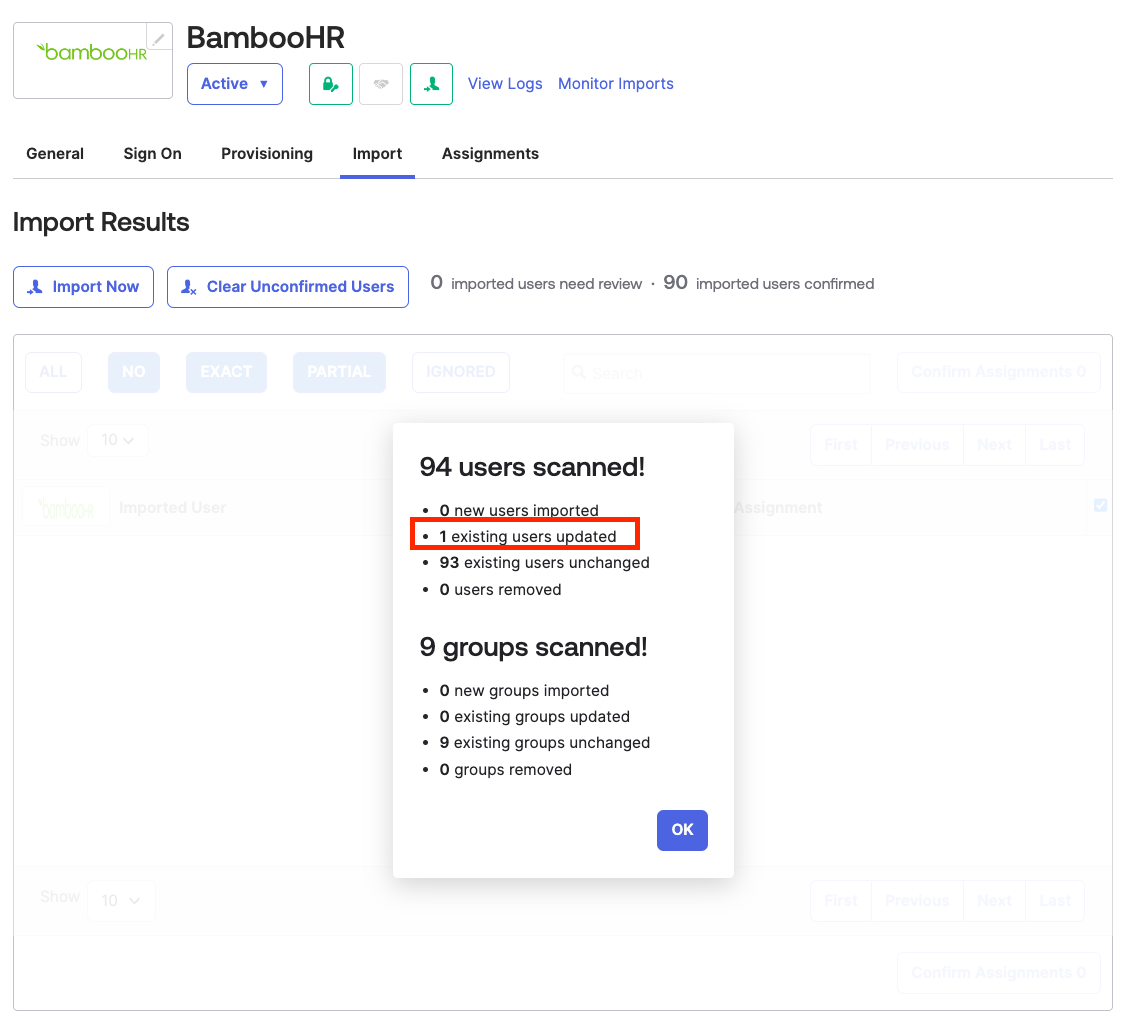 bambooHR
BambooHR
Active ▼
View Logs
Monitor Imports
General
Sign On
Provisioning
Import
Assignments
Import Results
Import Now
Clear Unconfirmed Users
0 imported users need review · 90 imported users confirmed
ALL
NO
EXACT
PARTIAL
IGNORED
Search
Confirm Assignments 0
Show
10
First
Previous
Next
Last
bambooHR
Imported User
Assignment
94 users scanned!
• 0 new users imported
• 1 existing users updated
• 93 existing users unchanged
• 0 users removed
9 groups scanned!
• 0 new groups imported
• 0 existing groups updated
• 9 existing groups unchanged
• 0 groups removed
OK
Show
10
First
Previous
Next
Last
Confirm Assignments 0